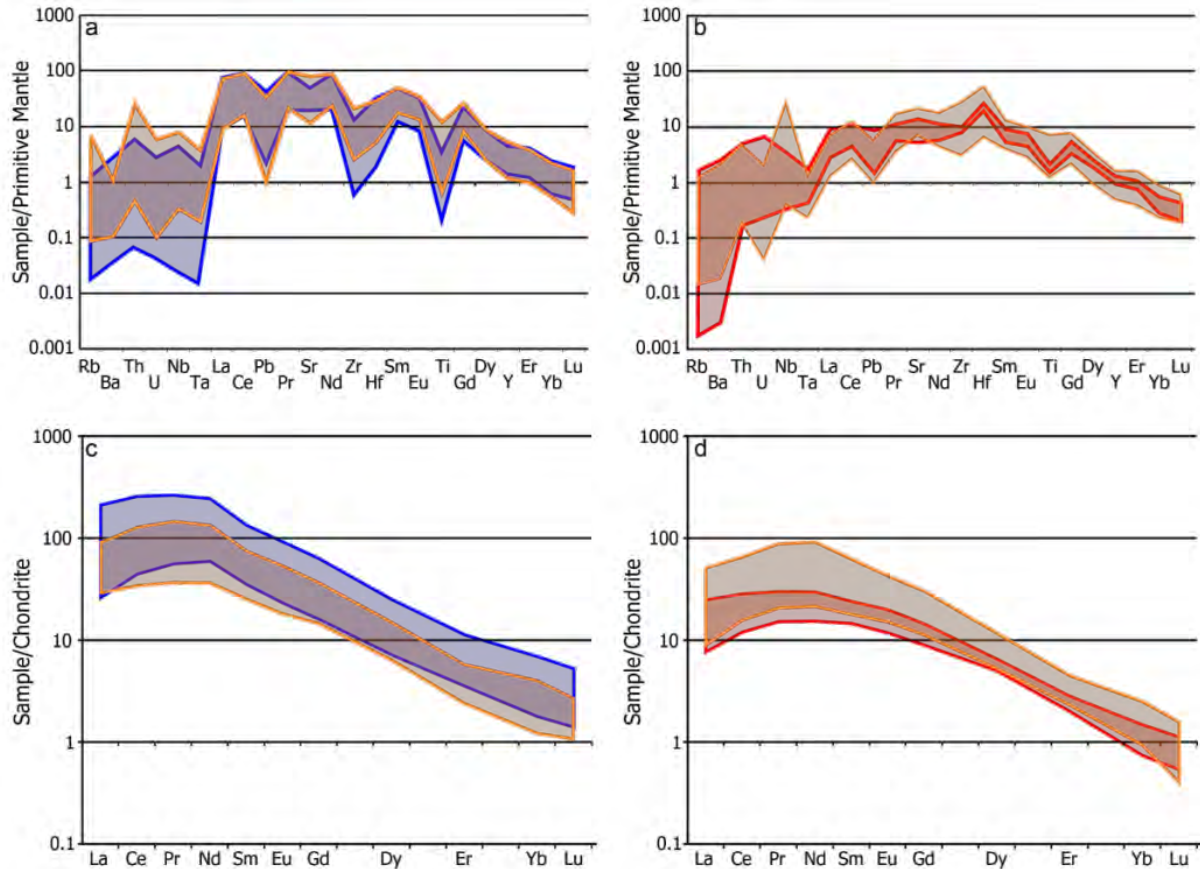 a
1000
100
10
1
0.1
0.01
0.001
Sample/Primitive Mantle
Rb Th Nb La Pb Sr Zr Sm Ti Dy Er Lu
Ba U Ta Ce Pr Nd Hf Eu Gd Y Yb
b
1000
100
10
1
0.1
0.01
0.001
Sample/Primitive Mantle
Rb Th Nb La Pb Sr Zr Sm Ti Dy Er Lu
Ba U Ta Ce Pr Nd Hf Eu Gd Y Yb
c
1000
100
10
1
0.1
Sample/Chondrite
La Ce Pr Nd Sm Eu Gd Dy Er Yb Lu
d
1000
100
10
1
0.1
Sample/Chondrite
La Ce Pr Nd Sm Eu Gd Dy Er Yb Lu